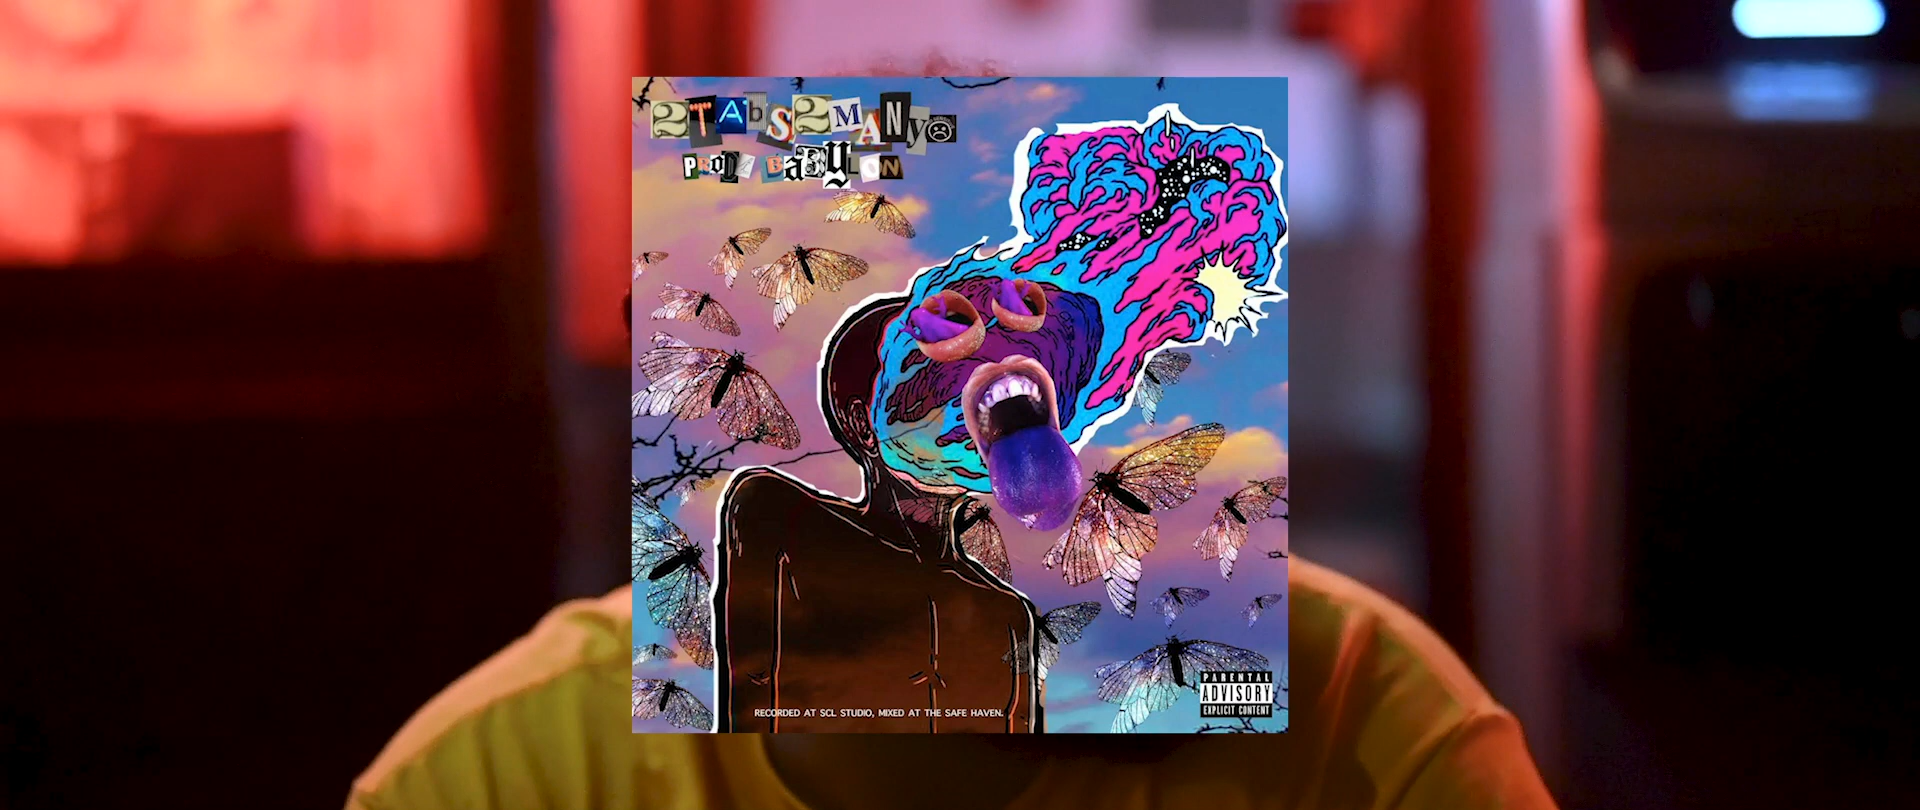 2TAbS2MANy
PROD/ BaBYLON
RECORDED AT SCL STUDIO, MIXED AT THE SAFE HAVEN.
PARENTAL
ADVISORY
EXPLICIT CONTENT